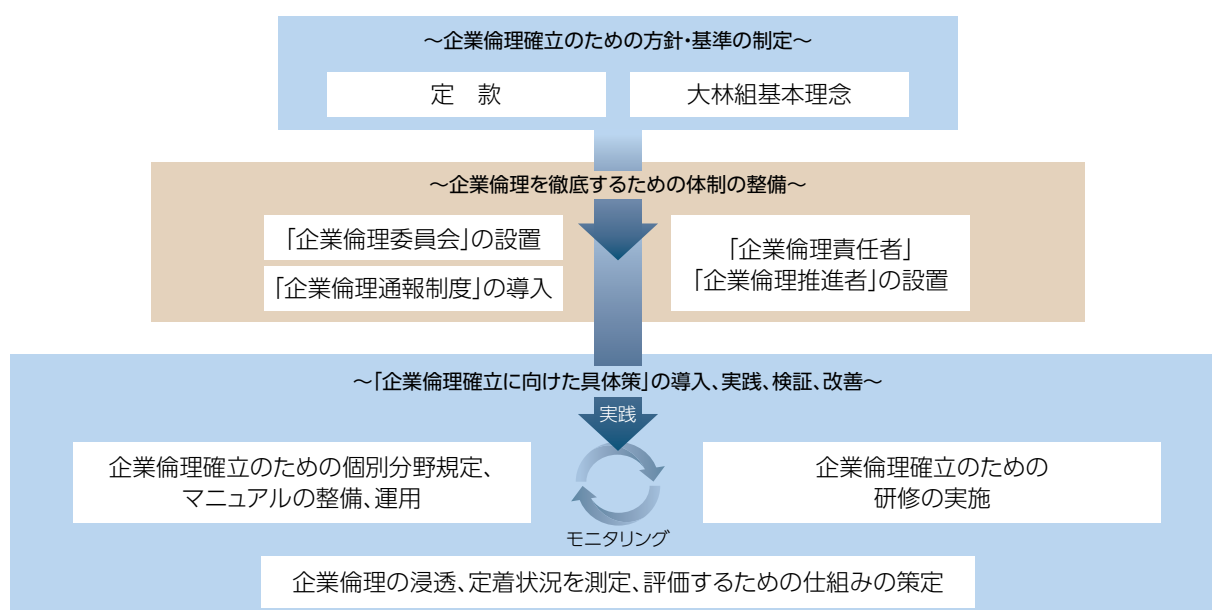 ～企業倫理確立のための方針・基準の制定～
定　款
大林組基本理念
～企業倫理を徹底するための体制の整備～
「企業倫理委員会」の設置
「企業倫理通報制度」の導入
「企業倫理責任者」
「企業倫理推進者」の設置
～「企業倫理確立に向けた具体策」の導入、実践、検証、改善～
実践
企業倫理確立のための個別分野規定、
マニュアルの整備、運用
企業倫理確立のための
研修の実施
モニタリング
企業倫理の浸透、定着状況を測定、評価するための仕組みの策定